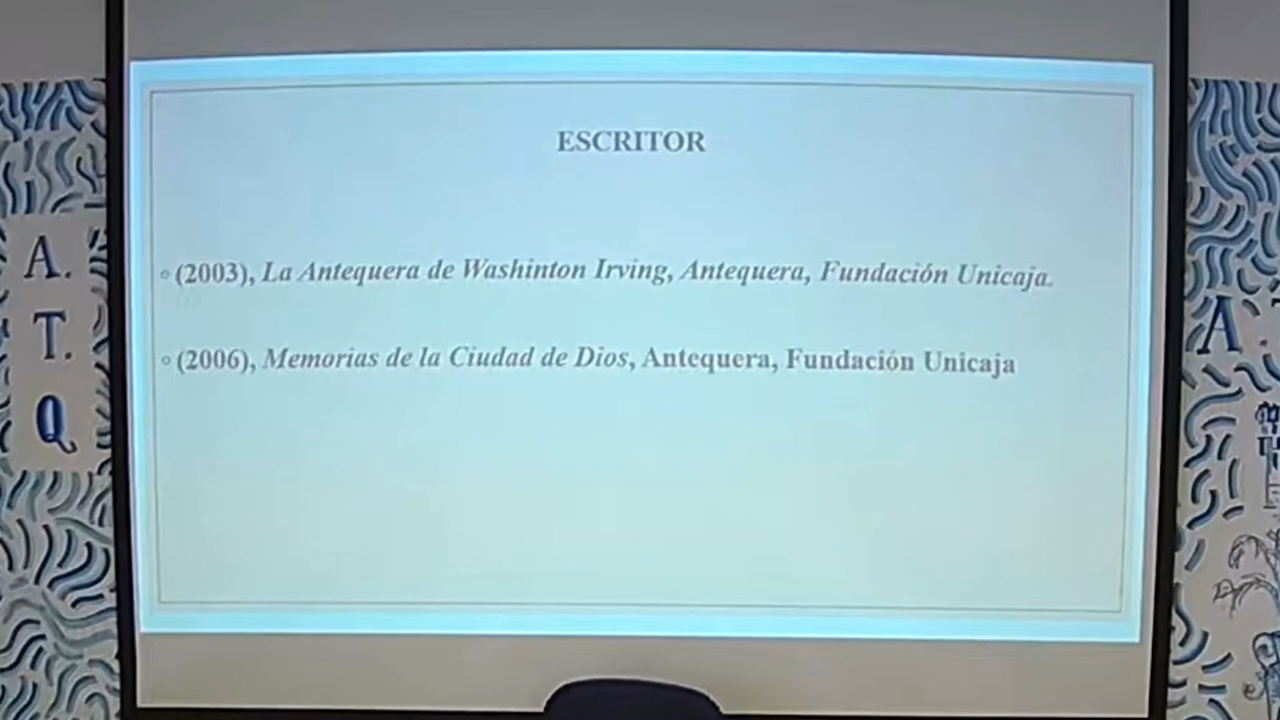 ESCRITOR
(2003), La Antequera de Washinton Irving, Antequera, Fundación Unicaja.
(2006), Memorias de la Ciudad de Dios, Antequera, Fundación Unicaja
A.
T.
Q
A.